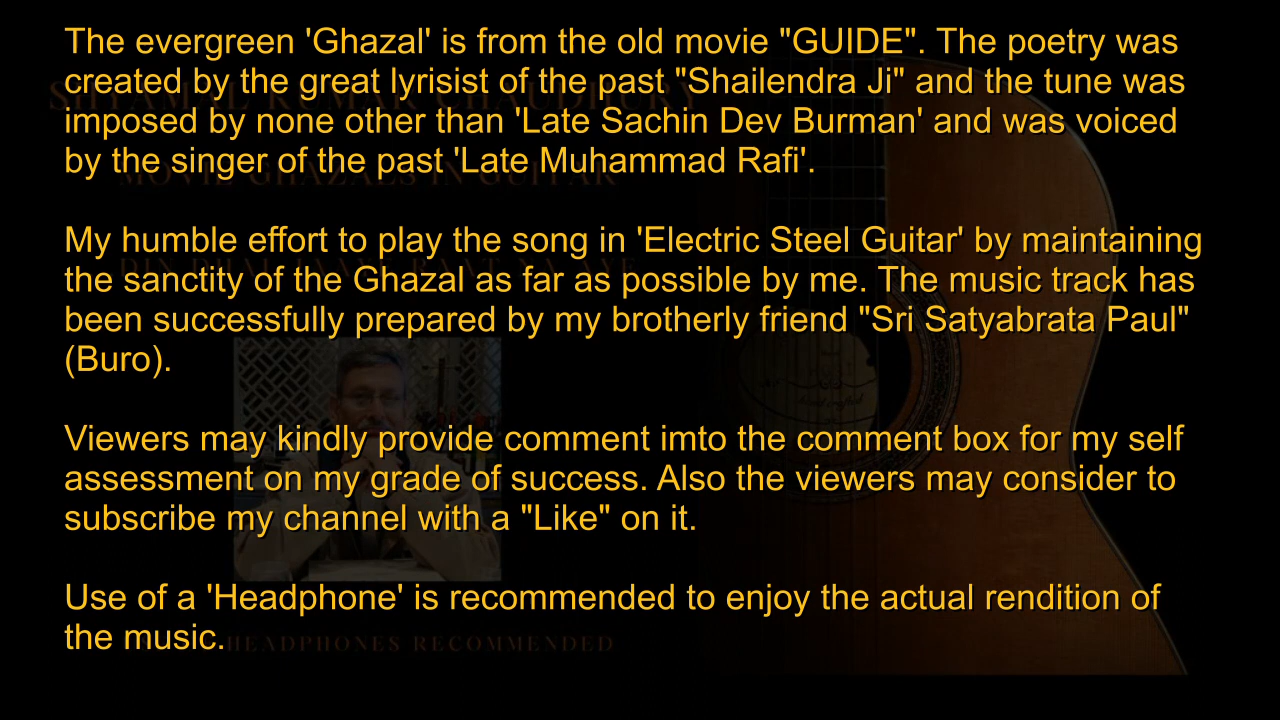 The evergreen 'Ghazal' is from the old movie "GUIDE". The poetry was
created by the great lyrisist of the past "Shailendra Ji" and the tune was
imposed by none other than 'Late Sachin Dev Burman' and was voiced
by the singer of the past 'Late Muhammad Rafi'.
My humble effort to play the song in 'Electric Steel Guitar' by maintaining
the sanctity of the Ghazal as far as possible by me. The music track has
been successfully prepared by my brotherly friend "Sri Satyabrata Paul"
(Buro).
Viewers may kindly provide comment imto the comment box for my self
assessment on my grade of success. Also the viewers may consider to
subscribe my channel with a "Like" on it.
Use of a 'Headphone' is recommended to enjoy the actual rendition of
the music.
HEADPHONES RECOMMENDED
MOVIE GHAZALS IN GUITAR